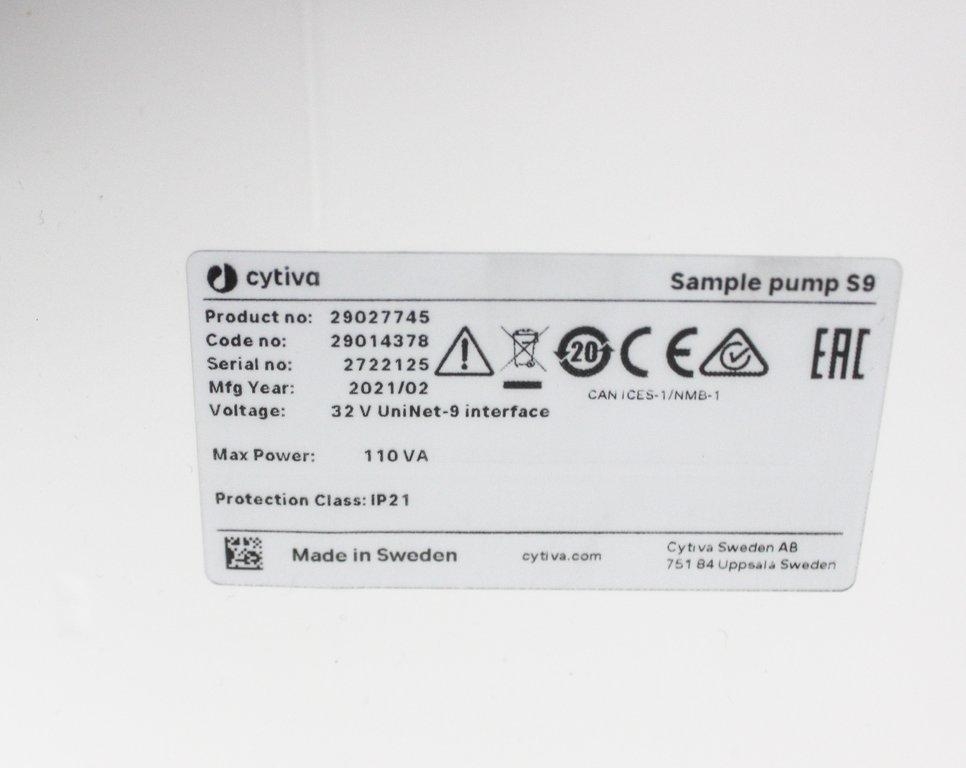 cytiva
Sample pump S9
Product no: 29027745
Code no: 29014378
Serial no: 2722125
Mfg Year: 2021/02
Voltage: 32 V UniNet-9 interface
20
CE
EAC
CAN ICES-1/NMB-1
Max Power: 110 VA
Protection Class: IP21
Made in Sweden
cytiva.com
Cytiva Sweden AB
751 84 Uppsala Sweden